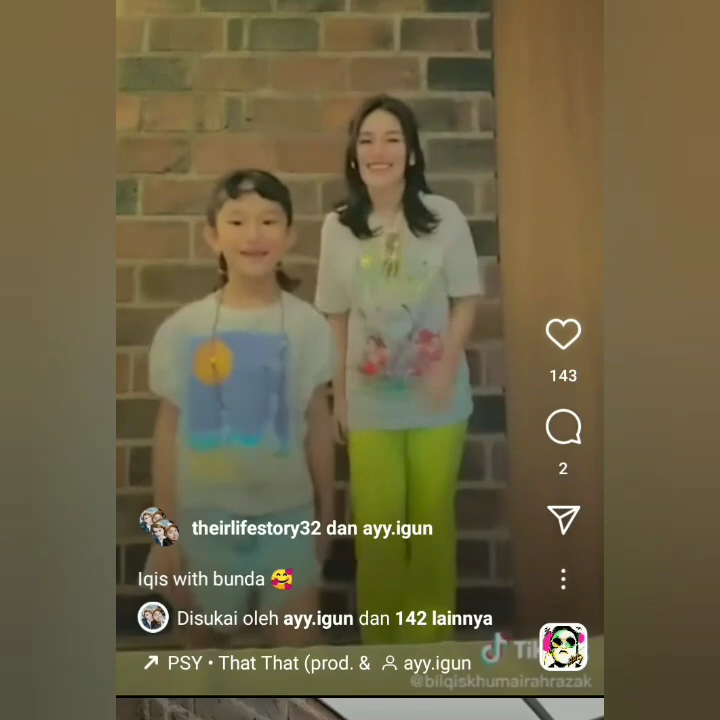 143
2
theirlifestory32 dan ayy.igun
Iqis with bunda 🥰
Disukai oleh ayy.igun dan 142 lainnya
PSY • That That (prod. & ayy.igun
@bilqiskhumairahrazak